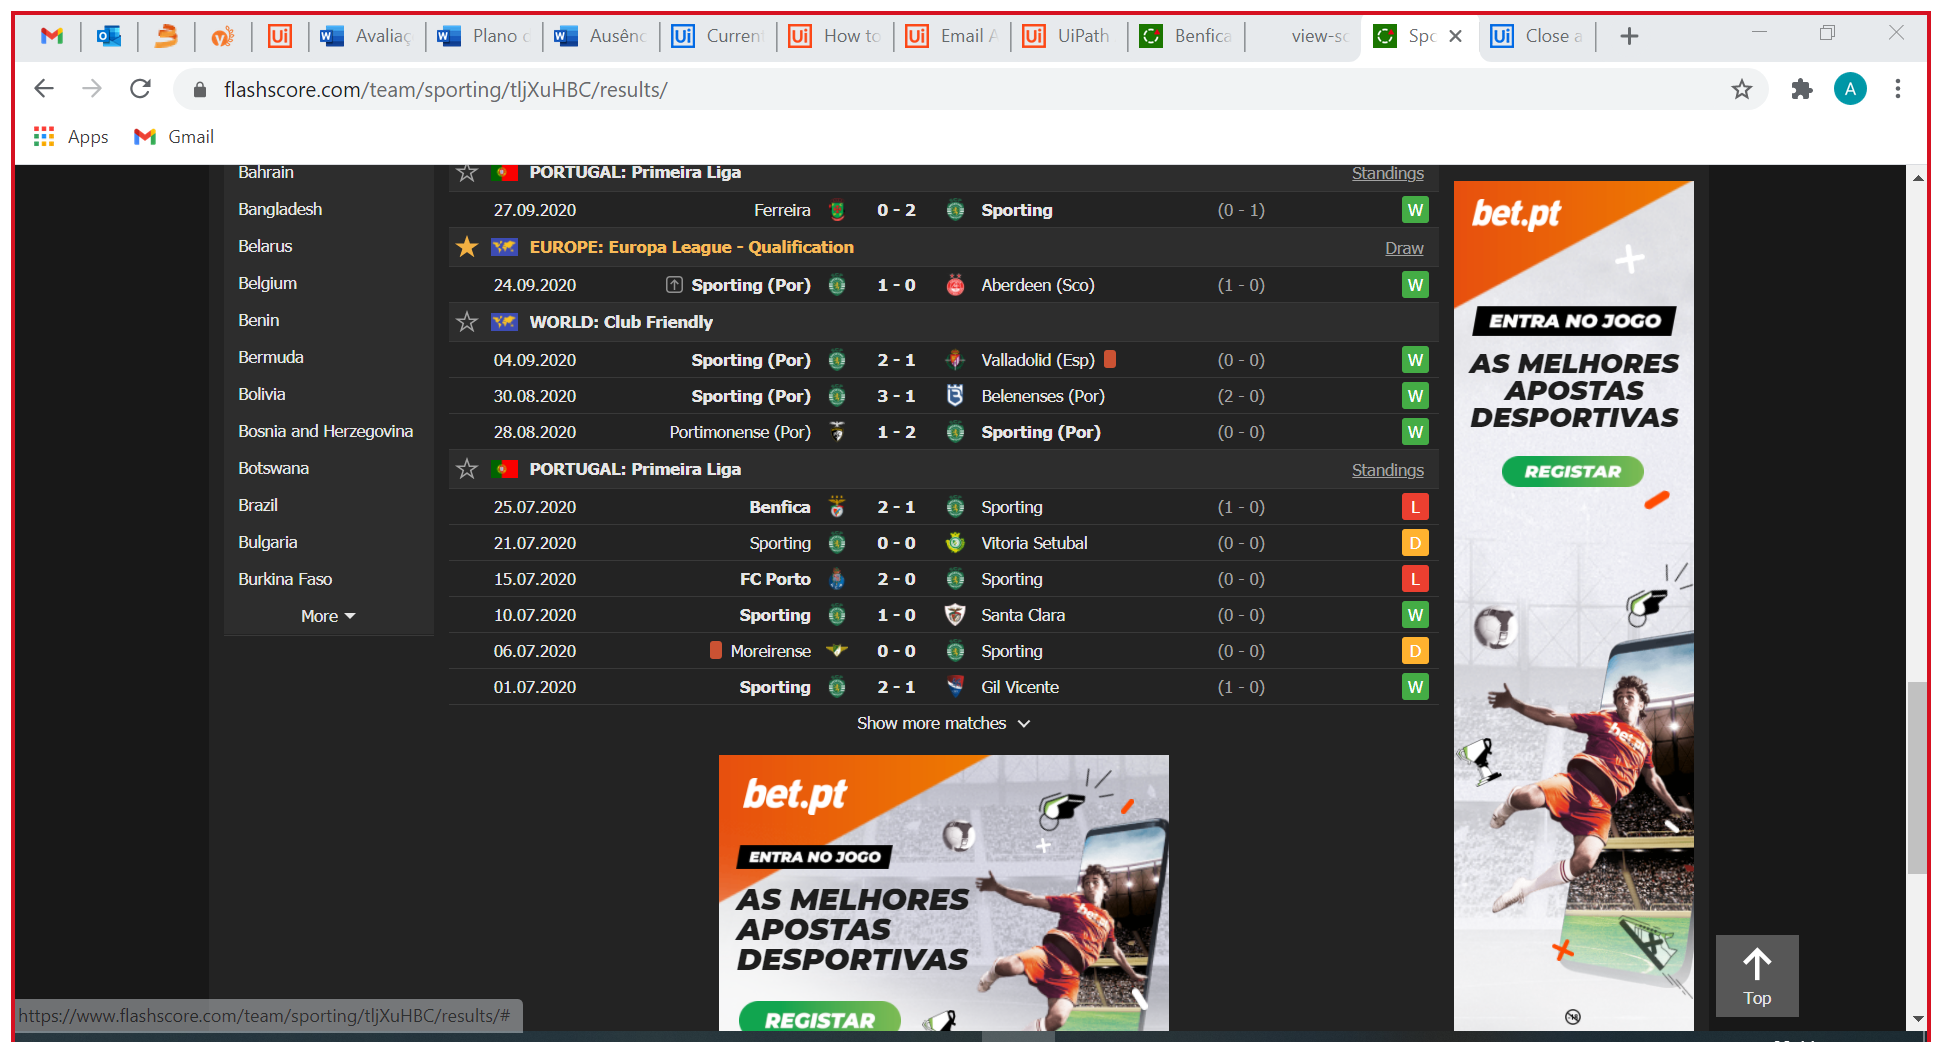 Avaliaç
Plano d
Ausênc
Current
How to
Email A
UiPath
Benfica
view-so
Spo
Close a
flashscore.com/team/sporting/tljXuHBC/results/
A
Apps
Gmail
Bahrain
Bangladesh
Belarus
Belgium
Benin
Bermuda
Bolivia
Bosnia and Herzegovina
Botswana
Brazil
Bulgaria
Burkina Faso
More
PORTUGAL: Primeira Liga Standings
27.09.2020 Ferreira 0 - 2 Sporting (0 - 1) W
EUROPE: Europa League - Qualification Draw
24.09.2020 Sporting (Por) 1 - 0 Aberdeen (Sco) (1 - 0) W
WORLD: Club Friendly
04.09.2020 Sporting (Por) 2 - 1 Valladolid (Esp) (0 - 0) W
30.08.2020 Sporting (Por) 3 - 1 Belenenses (Por) (2 - 0) W
28.08.2020 Portimonense (Por) 1 - 2 Sporting (Por) (0 - 0) W
PORTUGAL: Primeira Liga Standings
25.07.2020 Benfica 2 - 1 Sporting (1 - 0) L
21.07.2020 Sporting 0 - 0 Vitoria Setubal (0 - 0) D
15.07.2020 FC Porto 2 - 0 Sporting (0 - 0) L
10.07.2020 Sporting 1 - 0 Santa Clara (0 - 0) W
06.07.2020 Moreirense 0 - 0 Sporting (0 - 0) D
01.07.2020 Sporting 2 - 1 Gil Vicente (1 - 0) W
Show more matches
bet.pt
ENTRA NO JOGO
AS MELHORES
APOSTAS
DESPORTIVAS
REGISTAR
bet.pt
bet.pt
ENTRA NO JOGO
AS MELHORES
APOSTAS
DESPORTIVAS
REGISTAR
bet.pt
Top
https://www.flashscore.com/team/sporting/tljXuHBC/results/#